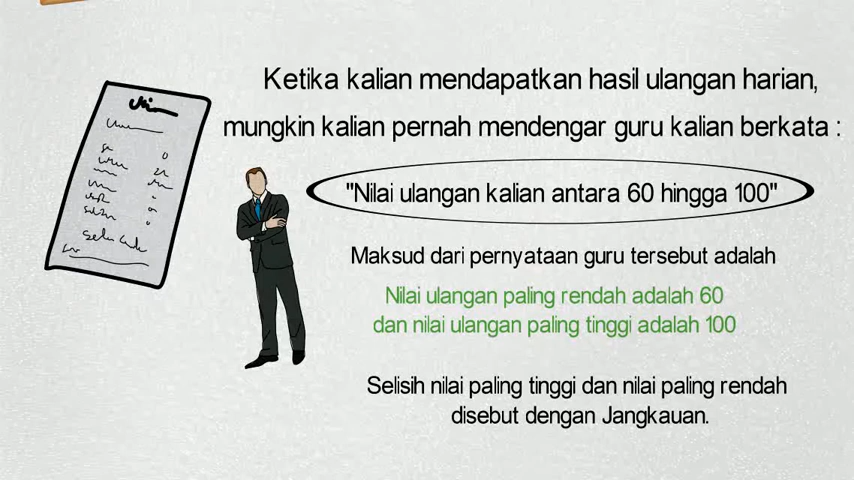 Ketika kalian mendapatkan hasil ulangan harian,
mungkin kalian pernah mendengar guru kalian berkata :
"Nilai ulangan kalian antara 60 hingga 100"
Maksud dari pernyataan guru tersebut adalah
Nilai ulangan paling rendah adalah 60
dan nilai ulangan paling tinggi adalah 100
Selisih nilai paling tinggi dan nilai paling rendah
disebut dengan Jangkauan.